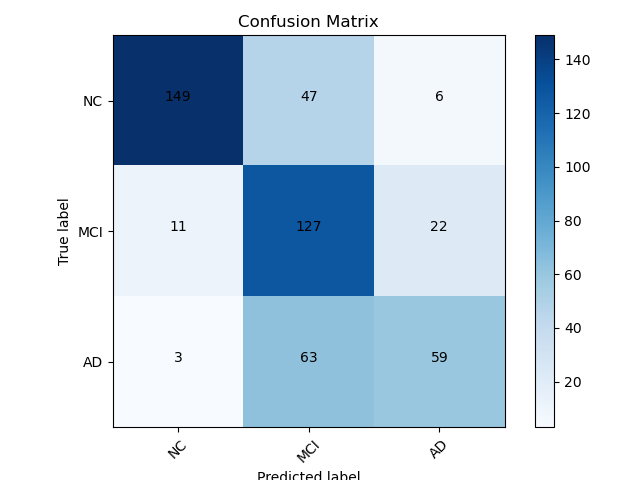 Confusion Matrix
NC 149 47 6
MCI 11 127 22
AD 3 63 59
NC MCI AD
True label
Predicted label
140
120
100
80
60
40
20